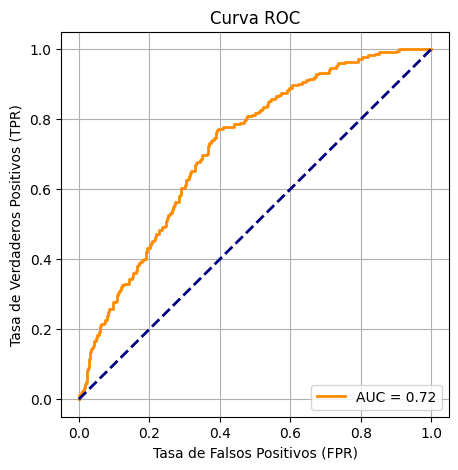 Curva ROC
Tasa de Verdaderos Positivos (TPR)
1.0
0.8
0.6
0.4
0.2
0.0
0.0 0.2 0.4 0.6 0.8 1.0
AUC = 0.72
Tasa de Falsos Positivos (FPR)